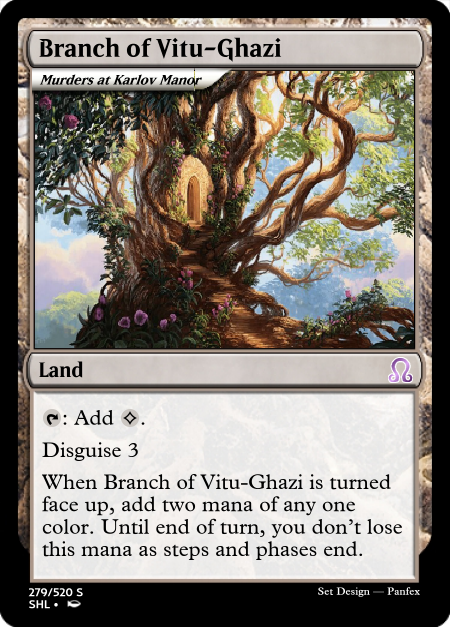 Branch of Vitu-Ghazi
Murders at Karlov Manor
Land
: Add .
Disguise 3
When Branch of Vitu-Ghazi is turned
face up, add two mana of any one
color. Until end of turn, you don't lose
this mana as steps and phases end.
279/520 S
Set Design — Panfex
SHL •